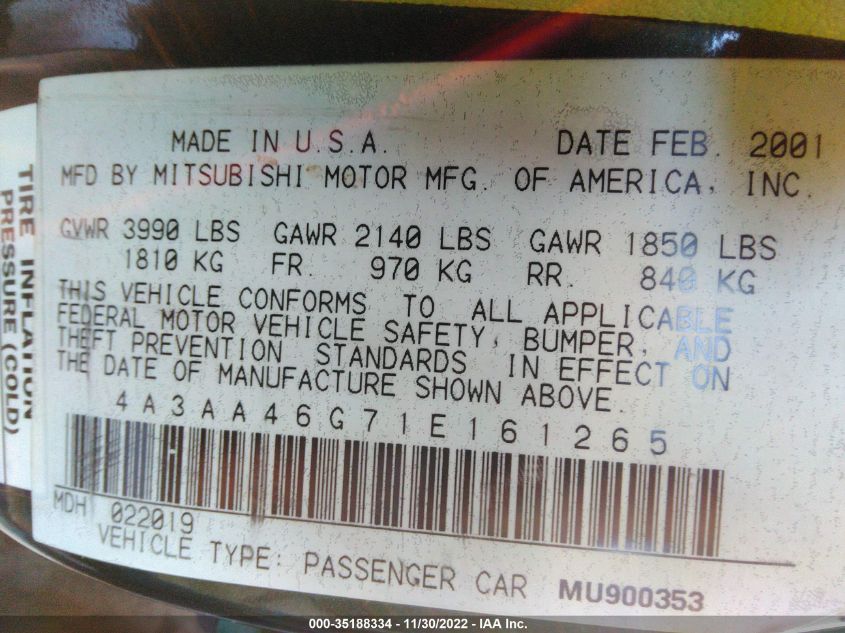 MADE IN U.S.A. DATE FEB. 2001
MFD BY MITSUBISHI MOTOR MFG. OF AMERICA, INC.
GVWR 3990 LBS GAWR 2140 LBS GAWR 1850 LBS
1810 KG FR. 970 KG RR. 840 KG
THIS VEHICLE CONFORMS TO ALL APPLICABLE
FEDERAL MOTOR VEHICLE SAFETY, BUMPER, AND
THEFT PREVENTION STANDARDS IN EFFECT ON
THE DATE OF MANUFACTURE SHOWN ABOVE.
4A3AA46G71E161265
MDH 022019
VEHICLE TYPE: PASSENGER CAR MU900353
TIRE INFLATION
PRESSURE (COLD)
000-35188334 - 11/30/2022 - IAA Inc.